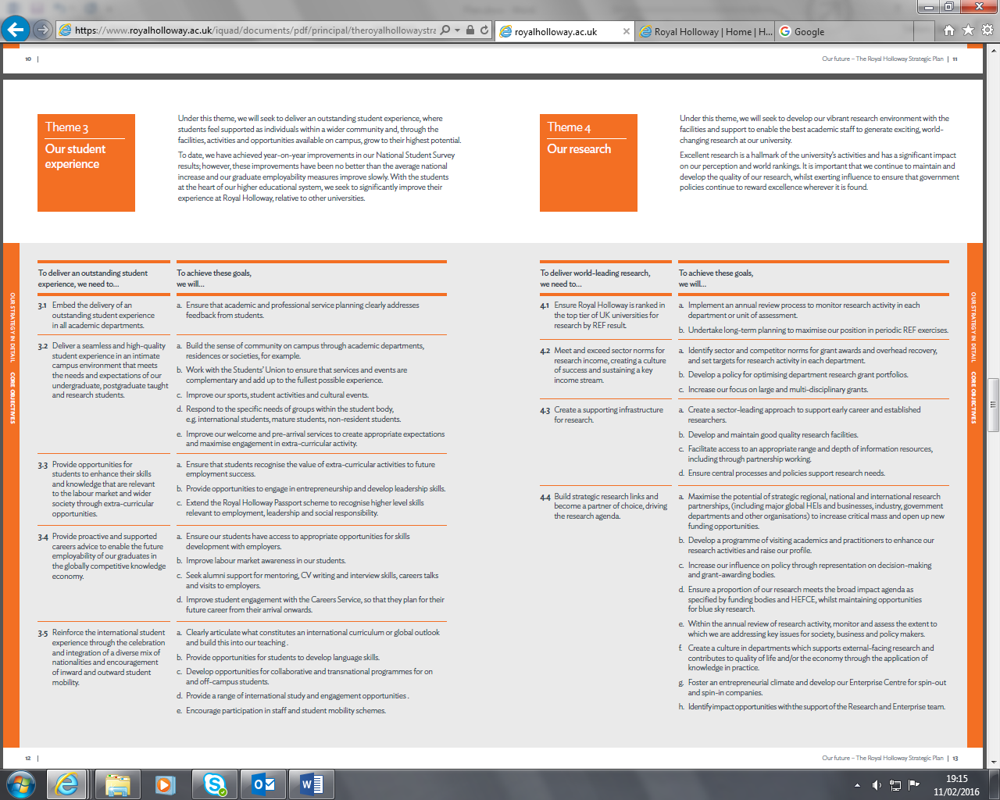 https://www.royalholloway.ac.uk/iquad/documents/pdf/principal/theroyalhollowaystra
royalholloway.ac.uk
Royal Holloway | Home | H...
Google
10 |
Our future – The Royal Holloway Strategic Plan | 11
Theme 3
Our student
experience
Under this theme, we will seek to deliver an outstanding student experience, where
students feel supported as individuals within a wider community and, through the
facilities, activities and opportunities available on campus, grow to their highest potential.
To date, we have achieved year-on-year improvements in our National Student Survey
results; however, these improvements have been no better than the average national
increase and our graduate employability measures improve slowly. With the students
at the heart of our higher educational system, we seek to significantly improve their
experience at Royal Holloway, relative to other universities.
OUR STRATEGY IN DETAIL CORE OBJECTIVES
To deliver an outstanding student
experience, we need to...
To achieve these goals,
we will...
3.1 Embed the delivery of an
outstanding student experience
in all academic departments.
a. Ensure that academic and professional service planning clearly addresses
feedback from students.
3.2 Deliver a seamless and high-quality
student experience in an intimate
campus environment that meets
the needs and expectations of our
undergraduate, postgraduate taught
and research students.
a. Build the sense of community on campus through academic departments,
residences or societies, for example.
b. Work with the Students' Union to ensure that services and events are
complementary and add up to the fullest possible experience.
c. Improve our sports, student activities and cultural events.
d. Respond to the specific needs of groups within the student body,
e.g. international students, mature students, non-resident students.
e. Improve our welcome and pre-arrival services to create appropriate expectations
and maximise engagement in extra-curricular activity.
3.3 Provide opportunities for
students to enhance their skills
and knowledge that are relevant
to the labour market and wider
society through extra-curricular
opportunities.
a. Ensure that students recognise the value of extra-curricular activities to future
employment success.
b. Provide opportunities to engage in entrepreneurship and develop leadership skills.
c. Extend the Royal Holloway Passport scheme to recognise higher level skills
relevant to employment, leadership and social responsibility.
3.4 Provide proactive and supported
careers advice to enable the future
employability of our graduates in
the globally competitive knowledge
economy.
a. Ensure our students have access to appropriate opportunities for skills
development with employers.
b. Improve labour market awareness in our students.
c. Seek alumni support for mentoring, CV writing and interview skills, careers talks
and visits to employers.
d. Improve student engagement with the Careers Service, so that they plan for their
future career from their arrival onwards.
3.5 Reinforce the international student
experience through the celebration
and integration of a diverse mix of
nationalities and encouragement
of inward and outward student
mobility.
a. Clearly articulate what constitutes an international curriculum or global outlook
and build this into our teaching .
b. Provide opportunities for students to develop language skills.
c. Develop opportunities for collaborative and transnational programmes for on
and off-campus students.
d. Provide a range of international study and engagement opportunities .
e. Encourage participation in staff and student mobility schemes.
12 |
Theme 4
Our research
Under this theme, we will seek to develop our vibrant research environment with the
facilities and support to enable the best academic staff to generate exciting, world-
changing research at our university.
Excellent research is a hallmark of the university's activities and has a significant impact
on our perception and world rankings. It is important that we continue to maintain and
develop the quality of our research, whilst exerting influence to ensure that government
policies continue to reward excellence wherever it is found.
To deliver world-leading research,
we need to...
To achieve these goals,
we will...
4.1 Ensure Royal Holloway is ranked in
the top tier of UK universities for
research by REF result.
a. Implement an annual review process to monitor research activity in each
department or unit of assessment.
b. Undertake long-term planning to maximise our position in periodic REF exercises.
4.2 Meet and exceed sector norms for
research income, creating a culture
of success and sustaining a key
income stream.
a. Identify sector and competitor norms for grant awards and overhead recovery,
and set targets for research activity in each department.
b. Develop a policy for optimising department research grant portfolios.
c. Increase our focus on large and multi-disciplinary grants.
4.3 Create a supporting infrastructure
for research.
a. Create a sector-leading approach to support early career and established
researchers.
b. Develop and maintain good quality research facilities.
c. Facilitate access to an appropriate range and depth of information resources,
including through partnership working.
d. Ensure central processes and policies support research needs.
4.4 Build strategic research links and
become a partner of choice, driving
the research agenda.
a. Maximise the potential of strategic regional, national and international research
partnerships, (including major global HEIs and businesses, industry, government
departments and other organisations) to increase critical mass and open up new
funding opportunities.
b. Develop a programme of visiting academics and practitioners to enhance our
research activities and raise our profile.
c. Increase our influence on policy through representation on decision-making
and grant-awarding bodies.
d. Ensure a proportion of our research meets the broad impact agenda as
specified by funding bodies and HEFCE, whilst maintaining opportunities
for blue sky research.
e. Within the annual review of research activity, monitor and assess the extent to
which we are addressing key issues for society, business and policy makers.
f. Create a culture in departments which supports external-facing research and
contributes to quality of life and/or the economy through the application of
knowledge in practice.
g. Foster an entrepreneurial climate and develop our Enterprise Centre for spin-out
and spin-in companies.
h. Identify impact opportunities with the support of the Research and Enterprise team.
OUR STRATEGY IN DETAIL CORE OBJECTIVES
Our future – The Royal Holloway Strategic Plan | 13
19:15
11/02/2016